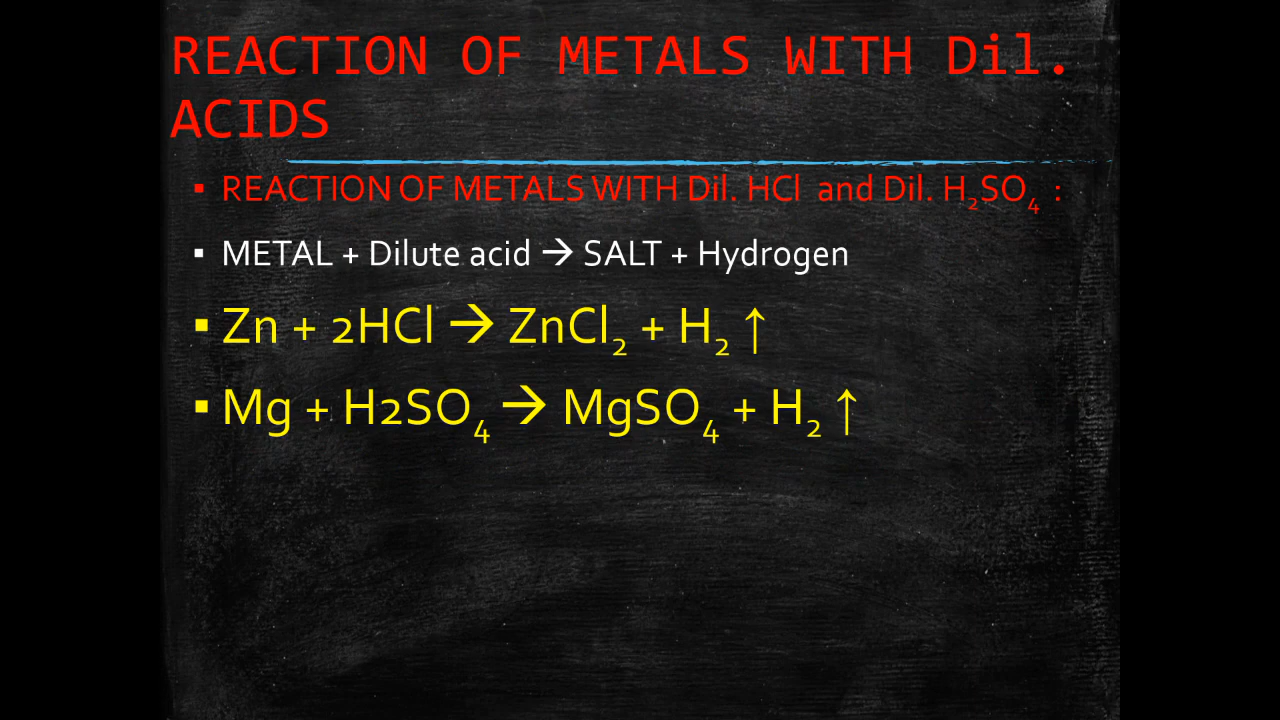 REACTION OF METALS WITH Dil.
ACIDS
▪ REACTION OF METALS WITH Dil. HCl and Dil. H₂SO₄ :
▪ METAL + Dilute acid → SALT + Hydrogen
▪ Zn + 2HCl → ZnCl₂ + H₂ ↑
▪ Mg + H2SO₄ → MgSO₄ + H₂ ↑